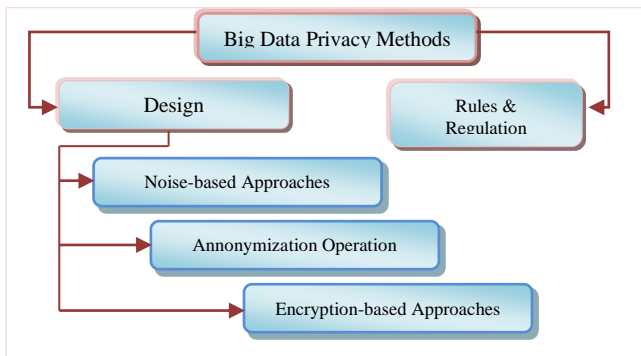 Big Data Privacy Methods
Design
Rules &
Regulation
Noise-based Approaches
Annonymization Operation
Encryption-based Approaches